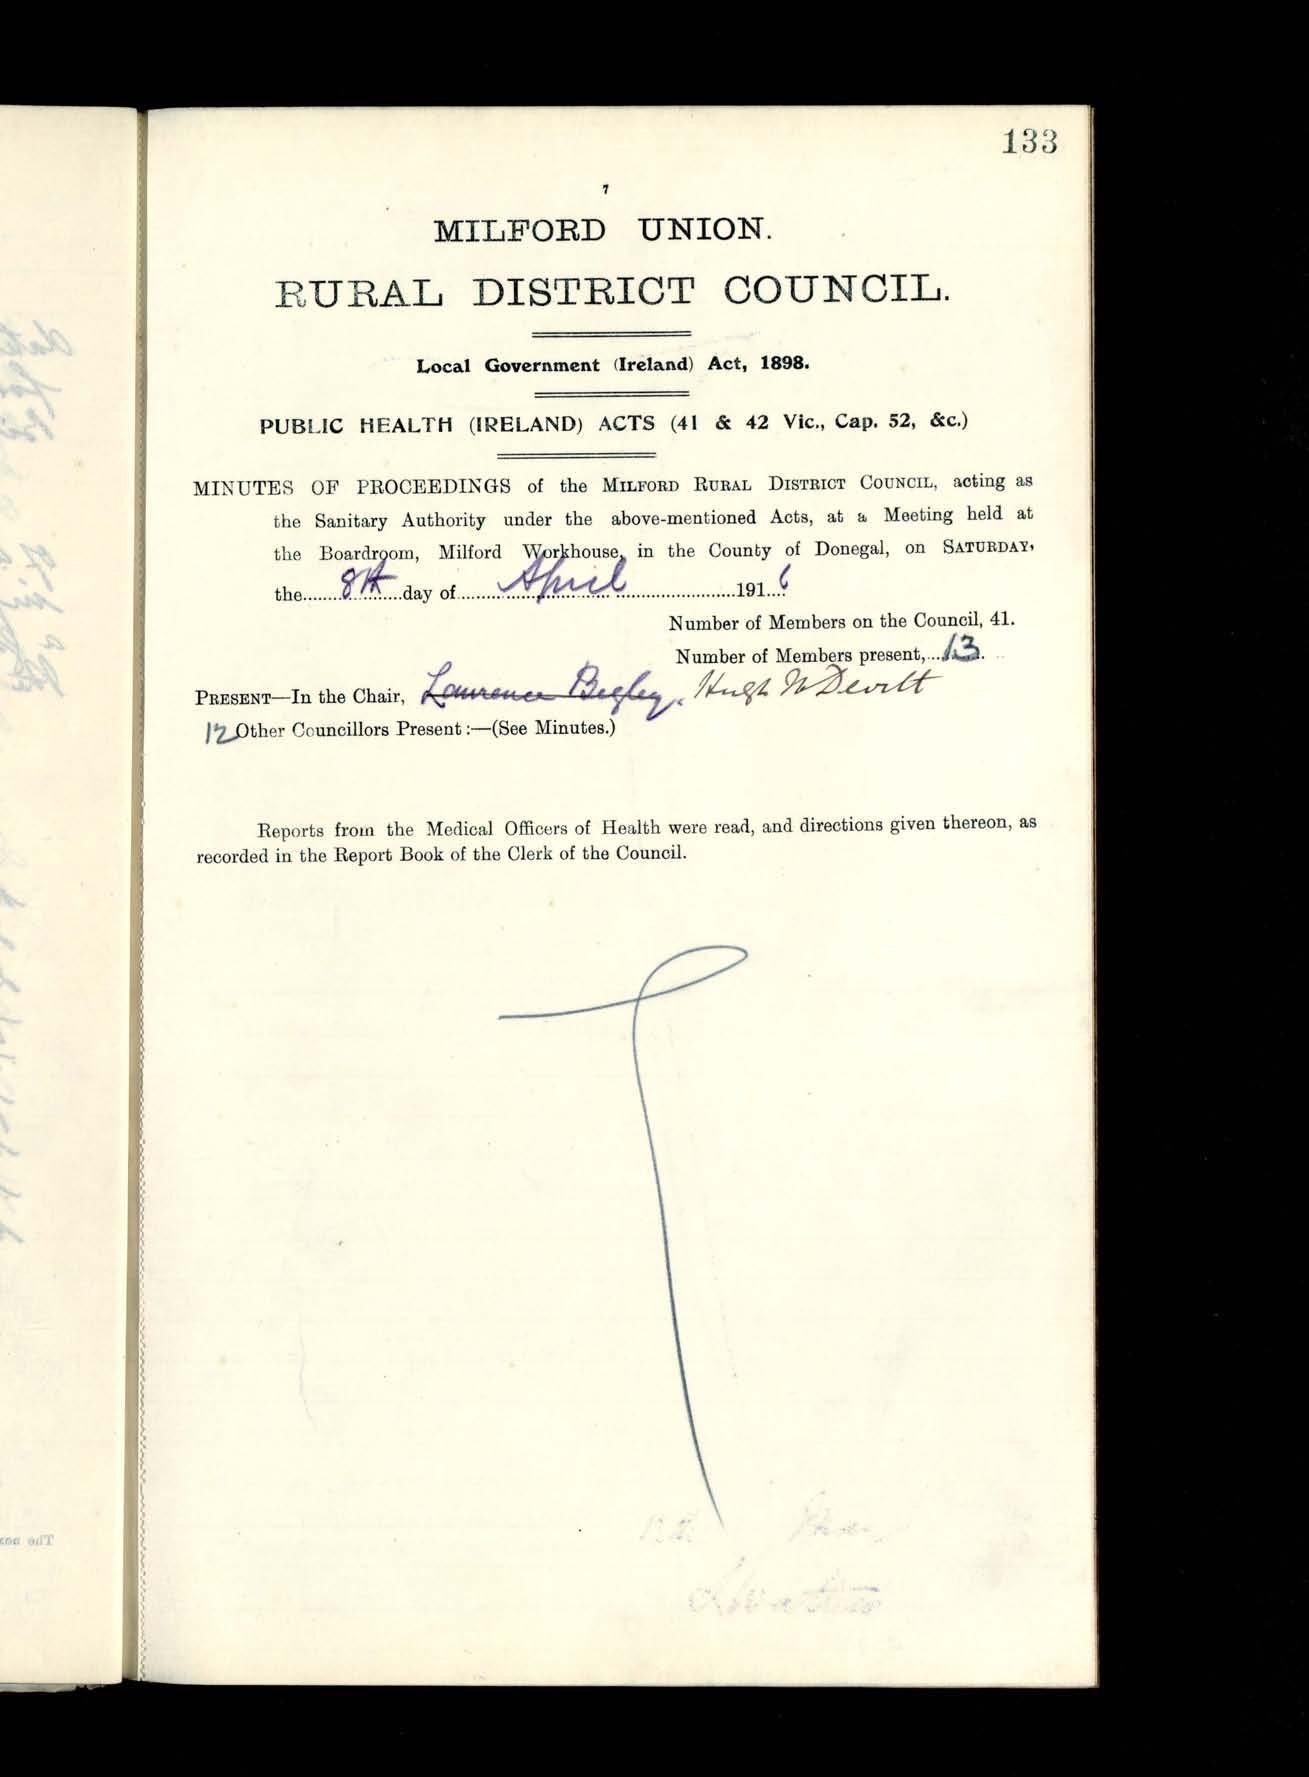 133
7
MILFORD UNION.
RURAL DISTRICT COUNCIL.
Local Government (Ireland) Act, 1898.
PUBLIC HEALTH (IRELAND) ACTS (41 & 42 Vic., Cap. 52, &c.)
MINUTES OF PROCEEDINGS of the MILFORD RURAL DISTRICT COUNCIL, acting as
the Sanitary Authority under the above-mentioned Acts, at a Meeting held at
the Boardroom, Milford Workhouse, in the County of Donegal, on SATURDAY,
the........8th........day of........April........191...6
Number of Members on the Council, 41.
Number of Members present,...13...
PRESENT—In the Chair, Laurence Begley, Hugh McDevitt
12 Other Councillors Present :—(See Minutes.)
Reports from the Medical Officers of Health were read, and directions given thereon, as
recorded in the Report Book of the Clerk of the Council.